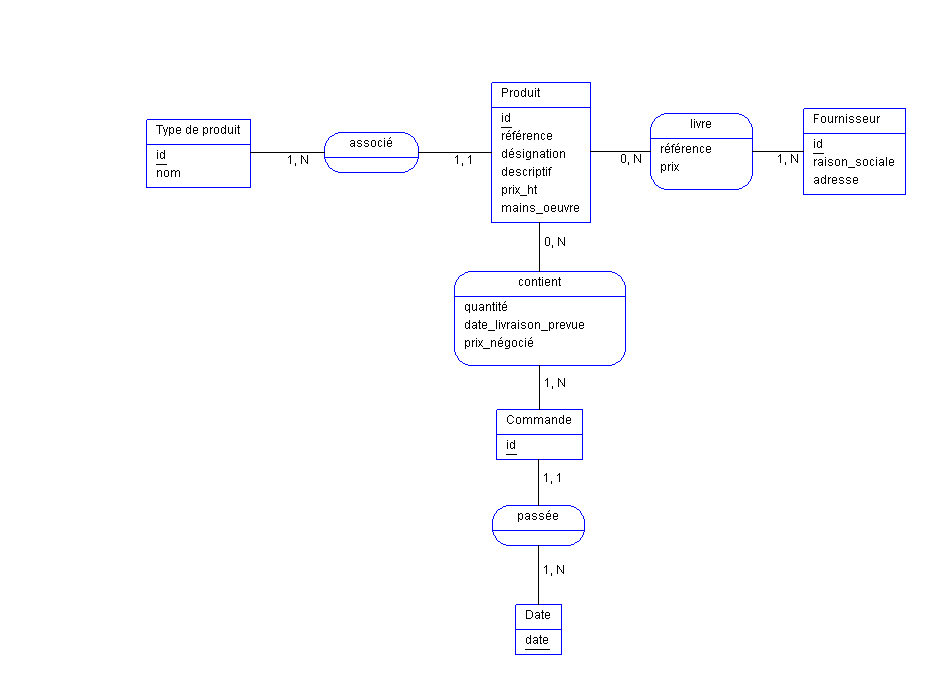 Type de produit
id
nom
1, N
associé
1, 1
Produit
id
référence
désignation
descriptif
prix_ht
mains_oeuvre
0, N
livre
référence
prix
1, N
Fournisseur
id
raison_sociale
adresse
0, N
contient
quantité
date_livraison_prevue
prix_négocié
1, N
Commande
id
1, 1
passée
1, N
Date
date